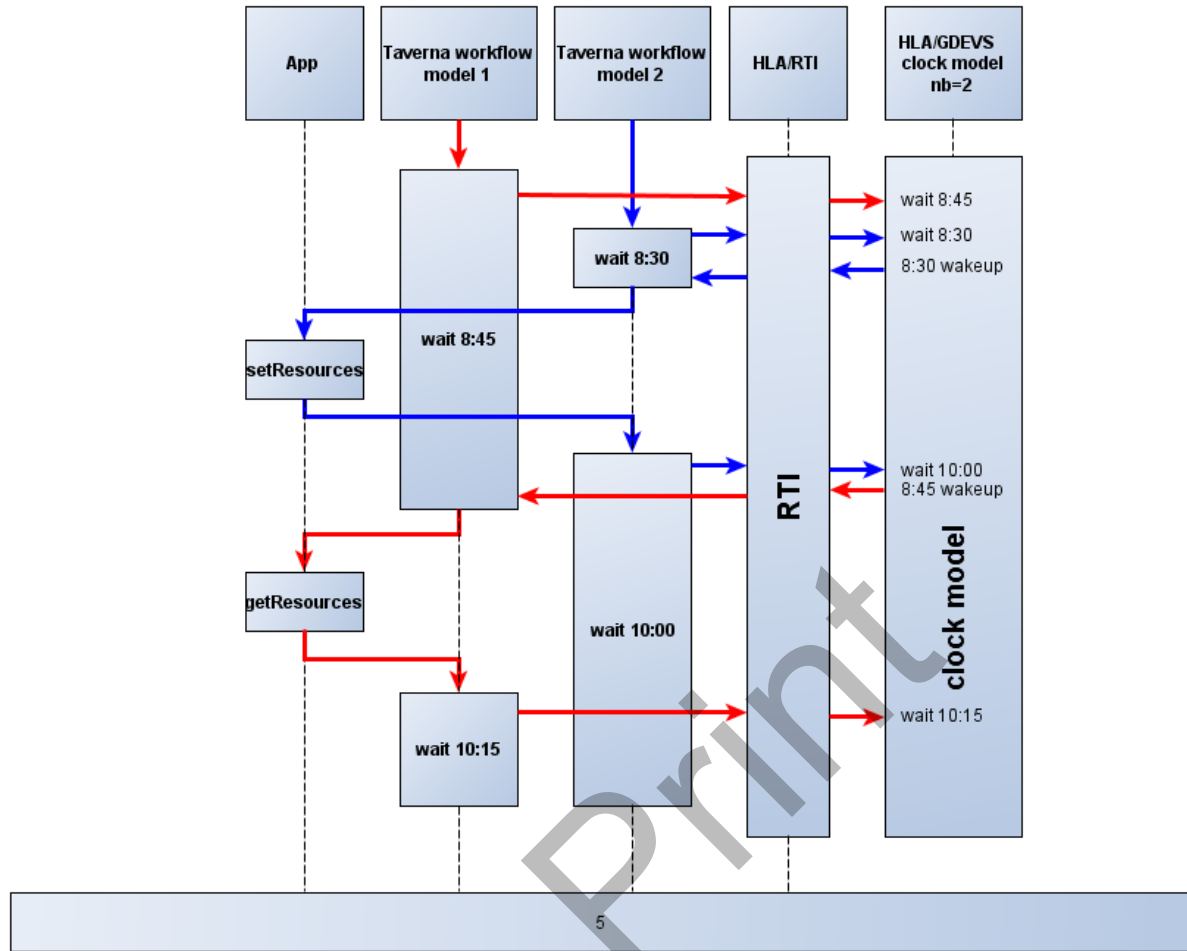 App
Taverna workflow
model 1
Taverna workflow
model 2
HLA/RTI
HLA/GDEVS
clock model
nb=2
wait 8:45
wait 8:30
wait 8:30
8:30 wakeup
wait 8:45
setResources
wait 10:00
8:45 wakeup
RTI
getResources
wait 10:00
clock model
wait 10:15
wait 10:15
Print
5